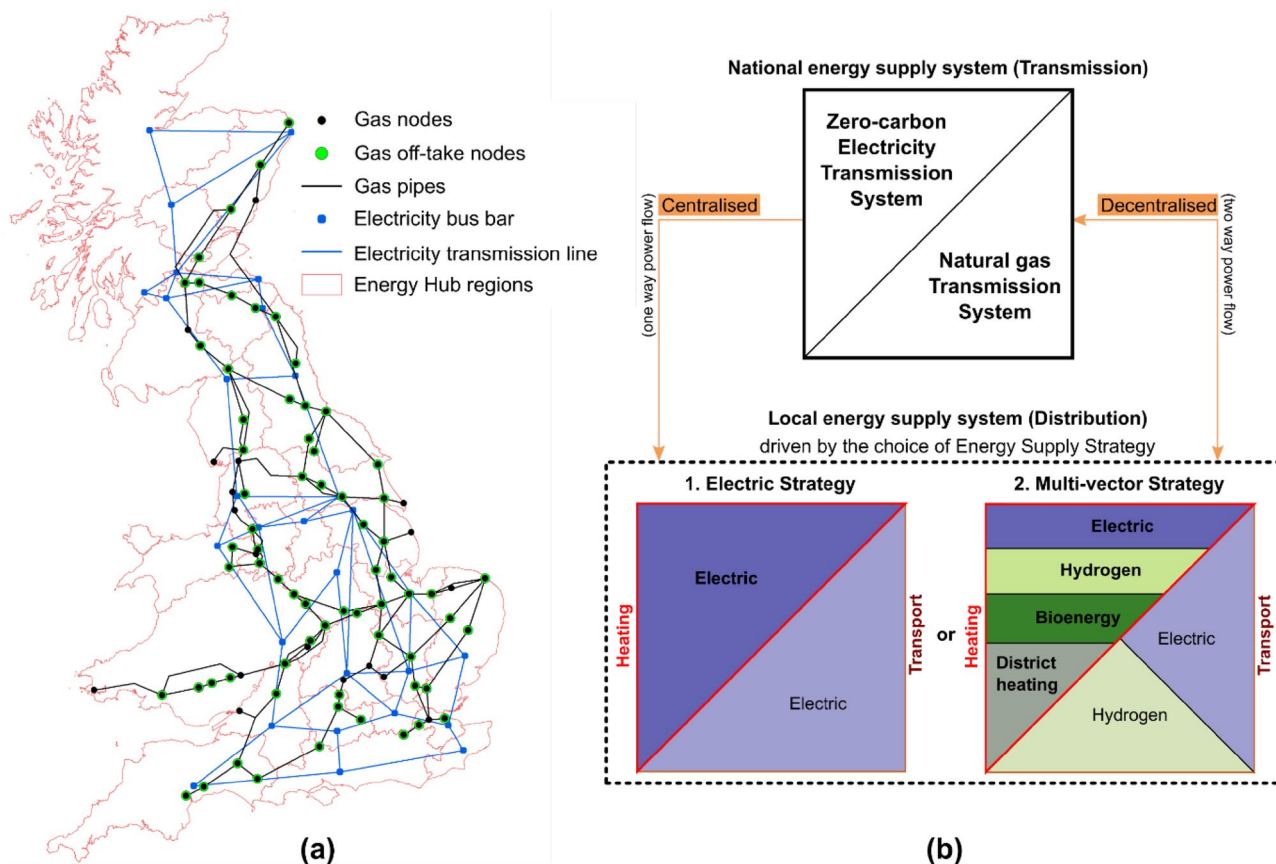 Gas nodes
Gas off-take nodes
Gas pipes
Electricity bus bar
Electricity transmission line
Energy Hub regions
(a)
National energy supply system (Transmission)
Zero-carbon
Electricity
Transmission
System
Natural gas
Transmission
System
Centralised
(one way power flow)
Decentralised
(two way power flow)
Local energy supply system (Distribution)
driven by the choice of Energy Supply Strategy
1. Electric Strategy
Heating
Electric
Electric
Transport
or
2. Multi-vector Strategy
Heating
Electric
Hydrogen
Bioenergy
District
heating
Electric
Hydrogen
Transport
(b)